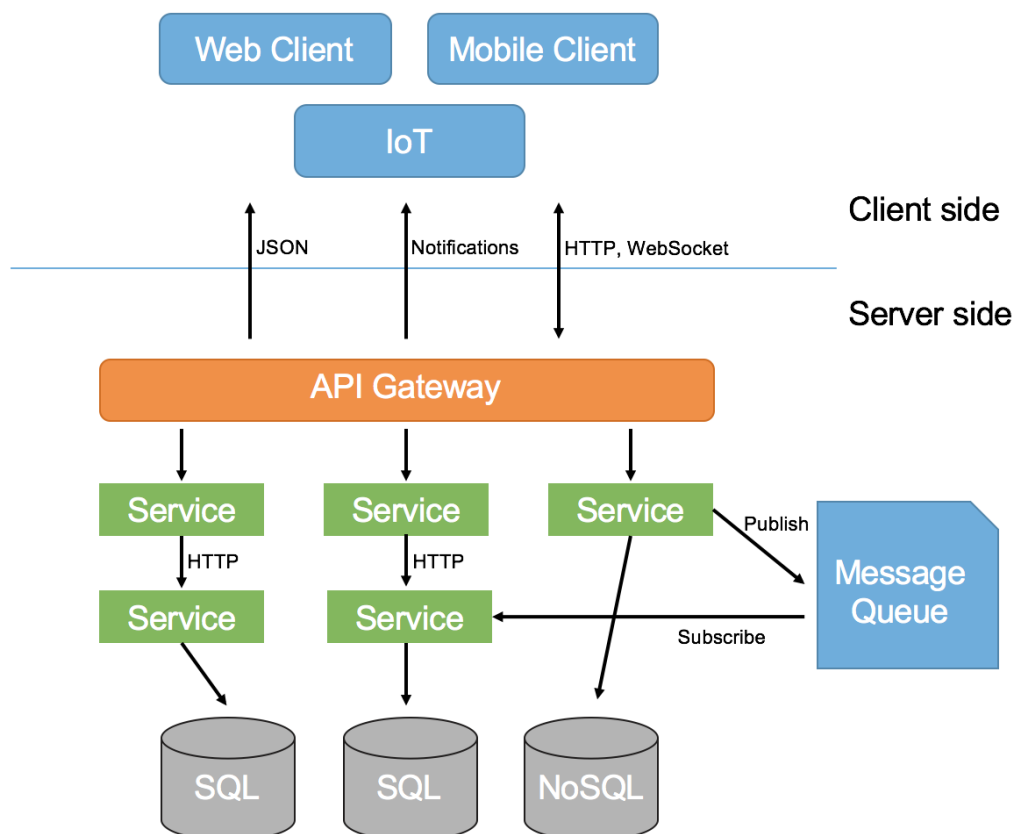 Web Client
Mobile Client
IoT
Client side
JSON
Notifications
HTTP, WebSocket
Server side
API Gateway
Service
Service
Service
Publish
HTTP
HTTP
Message
Queue
Service
Service
Subscribe
SQL
SQL
NoSQL